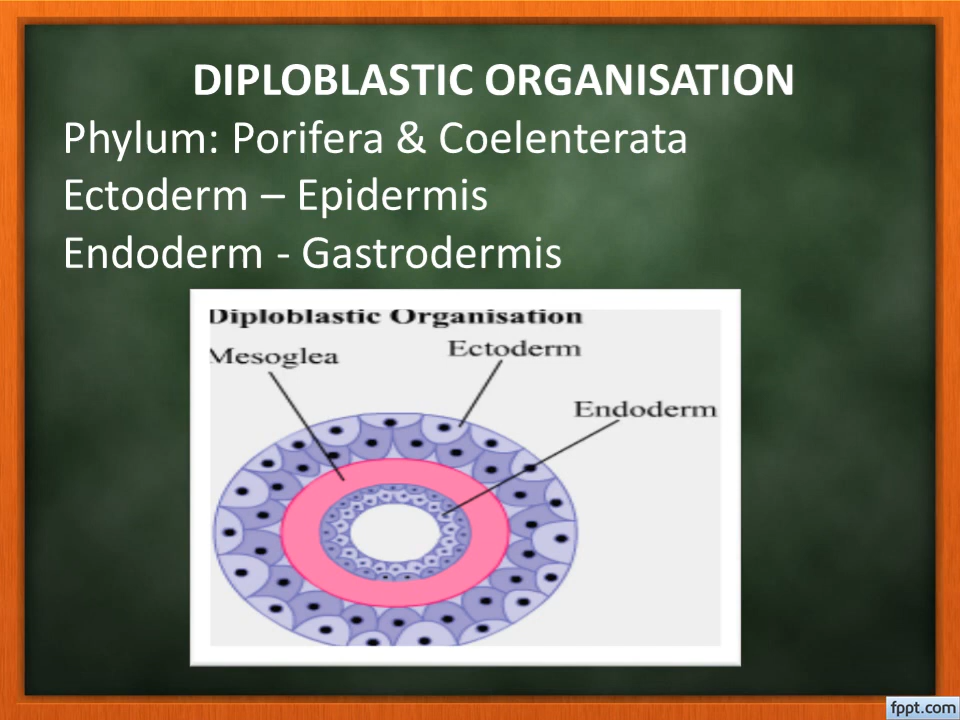 DIPLOBLASTIC ORGANISATION
Phylum: Porifera & Coelenterata
Ectoderm – Epidermis
Endoderm - Gastrodermis
Diploblastic Organisation
Mesoglea
Ectoderm
Endoderm
fppt.com